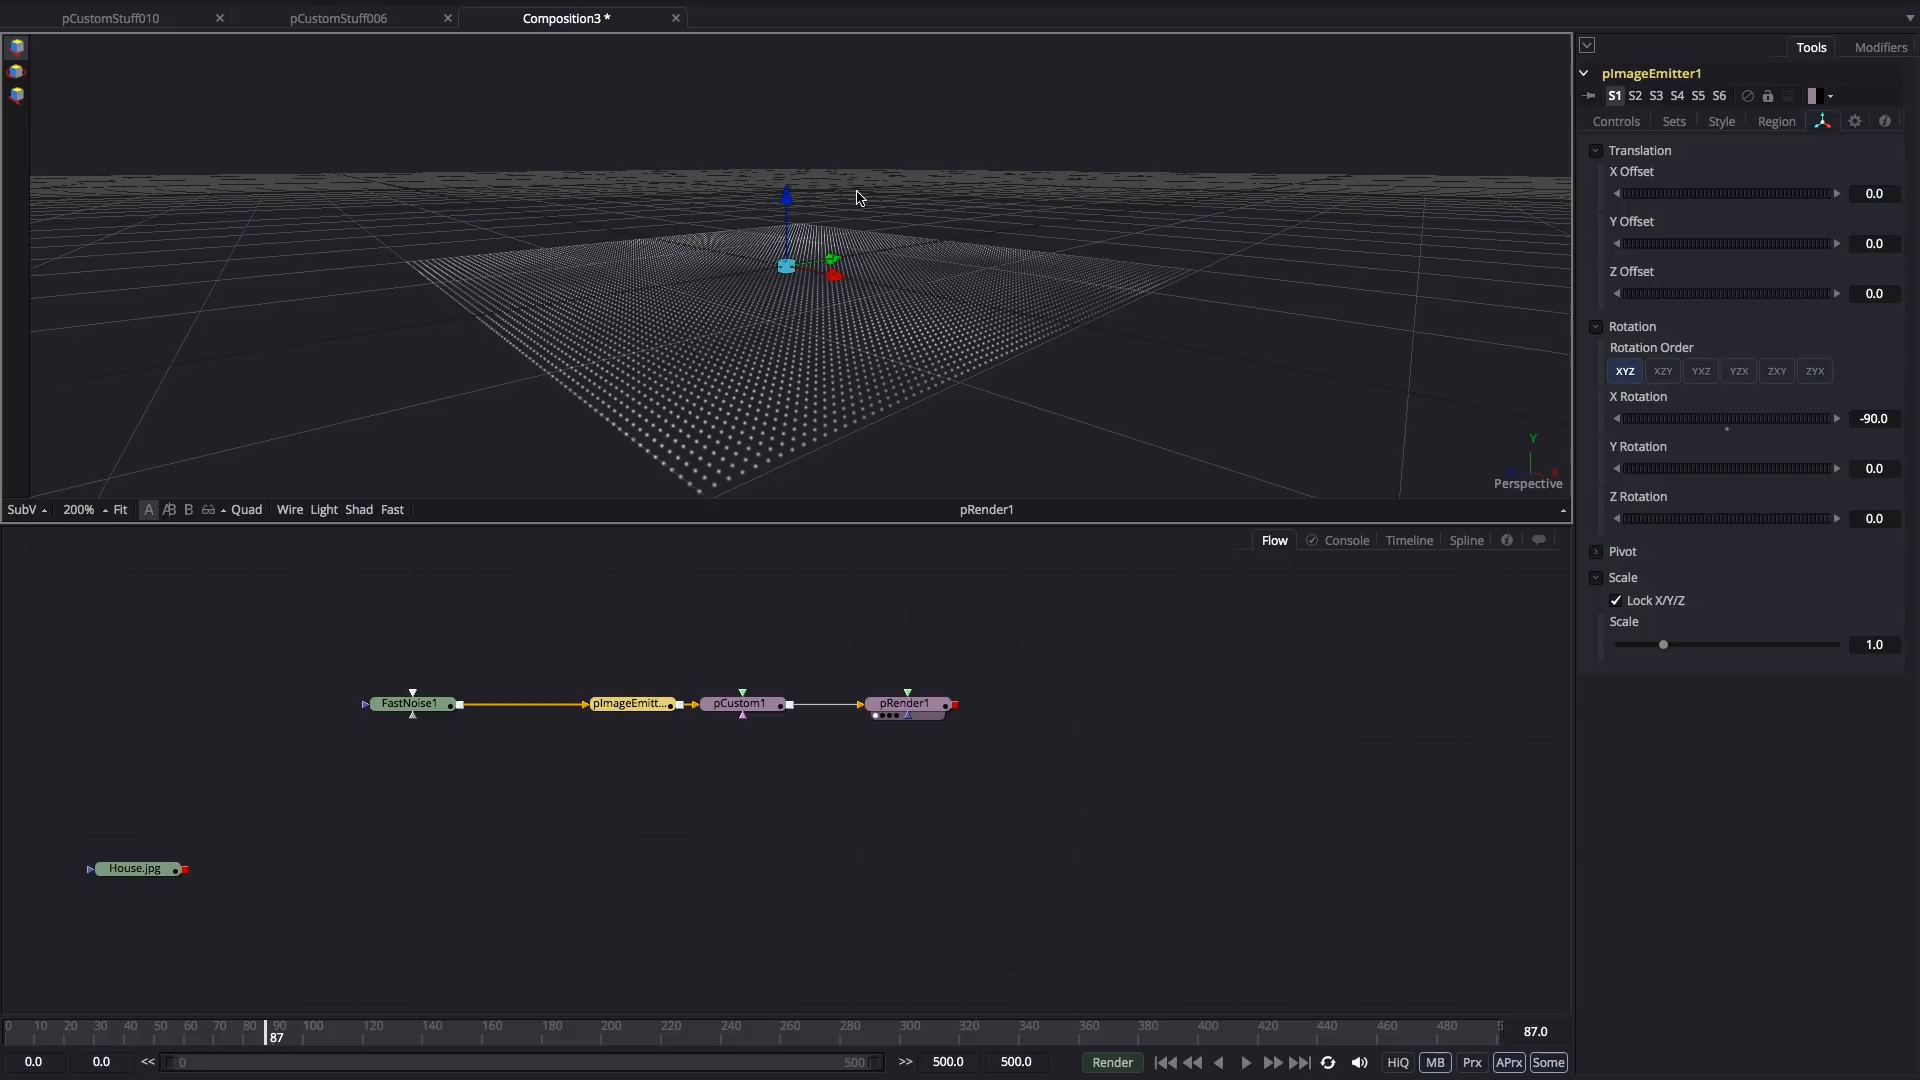 pCustomStuff010
pCustomStuff006
Composition3 *
Tools
Modifiers
pImageEmitter1
S1 S2 S3 S4 S5 S6
Controls
Sets
Style
Region
Translation
X Offset
0.0
Y Offset
0.0
Z Offset
0.0
Rotation
Rotation Order
XYZ XZY YXZ YZX ZXY ZYX
X Rotation
-90.0
Y Rotation
0.0
Z Rotation
0.0
Pivot
Scale
Lock X/Y/Z
Scale
1.0
Y
X
Perspective
SubV 200% Fit A B Quad Wire Light Shad Fast
pRender1
Flow Console Timeline Spline
FastNoise1
pImageEmitt...
pCustom1
pRender1
House.jpg
0 10 20 30 40 50 60 70 80 90 100 120 140 160 180 200 220 240 260 280 300 320 340 360 380 400 420 440 460 480 5
87
87.0
0.0 0.0 << 0 500 >> 500.0 500.0 Render HiQ MB Prx APrx Some